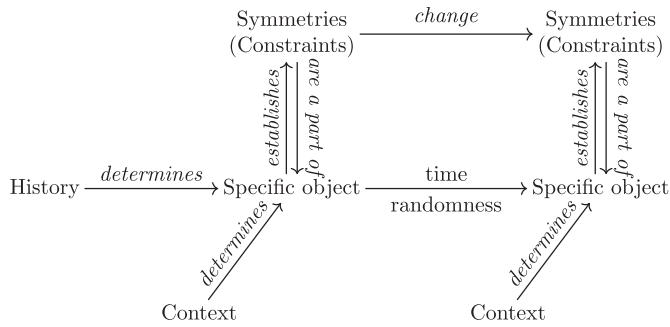 Symmetries
(Constraints)
change
Symmetries
(Constraints)
establishes
are a part of
establishes
are a part of
History
determines
Specific object
time
randomness
Specific object
determines
determines
Context
Context